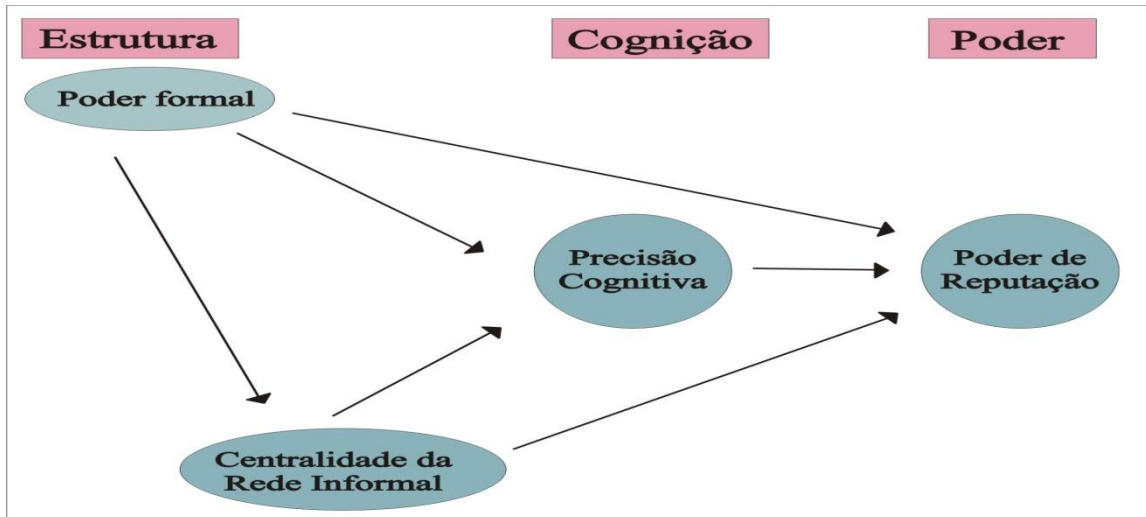 Estrutura
Cognição
Poder
Poder formal
Precisão
Cognitiva
Poder de
Reputação
Centralidade da
Rede Informal